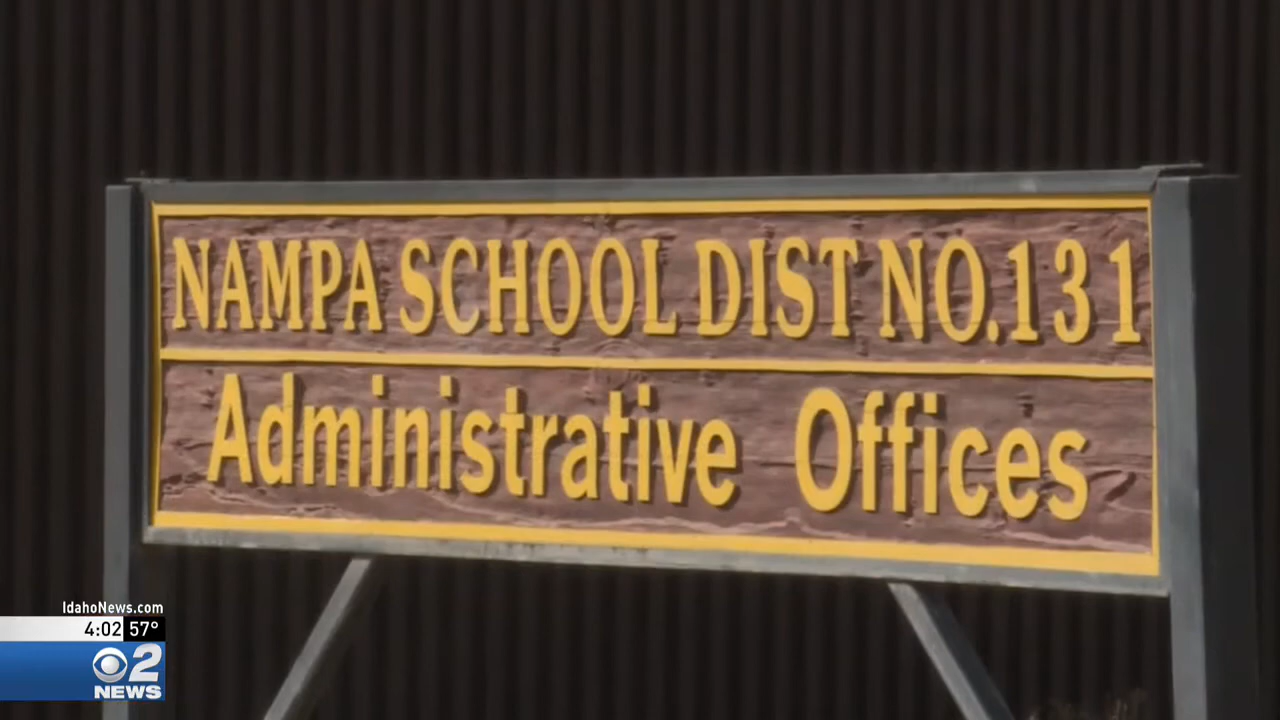 NAMPA SCHOOL DIST NO.131
Administrative Offices
IdahoNews.com
4:02 57°
2
NEWS